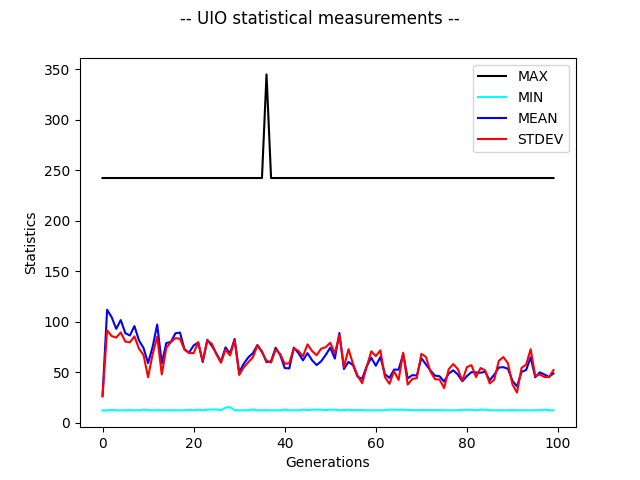 -- UIO statistical measurements --
350
300
250
200
150
100
50
0
Statistics
MAX
MIN
MEAN
STDEV
0
20
40
60
80
100
Generations